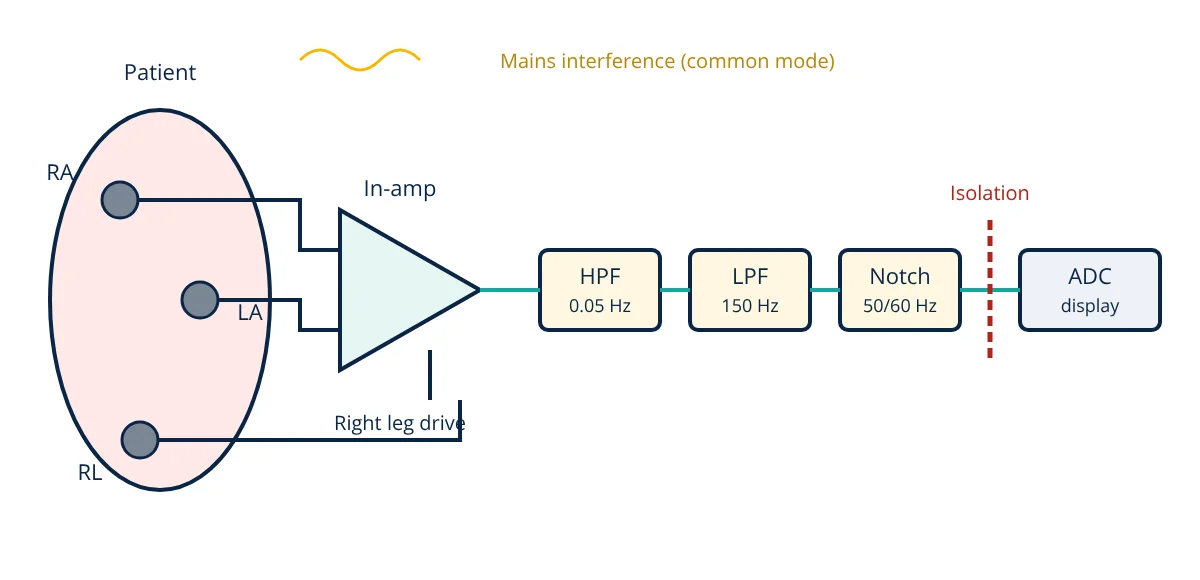 Mains interference (common mode)
Patient
RA
In-amp
Isolation
HPF
0.05 Hz
LPF
150 Hz
Notch
50/60 Hz
ADC
display
LA
Right leg drive
RL